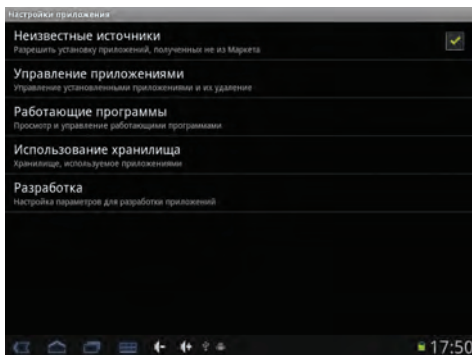 Настройки приложения
Неизвестные источники
Разрешить установку приложений, полученных не из Маркета
Управление приложениями
Управление установленными приложениями и их удаление
Работающие программы
Просмотр и управление работающими программами
Использование хранилища
Хранилище, используемое приложениями
Разработка
Настройка параметров для разработки приложений
17:50